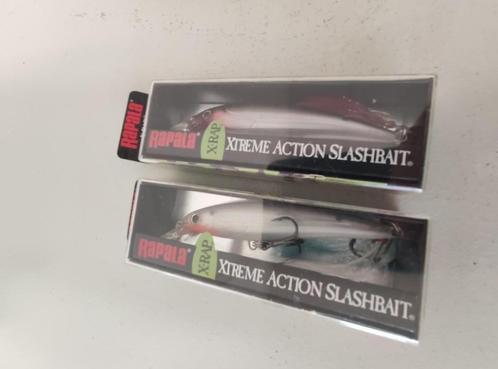 Rapala
Rapala
X-RAP
XTREME ACTION SLASHBAIT®
Rapala
X-RAP
XTREME ACTION SLASHBAIT®